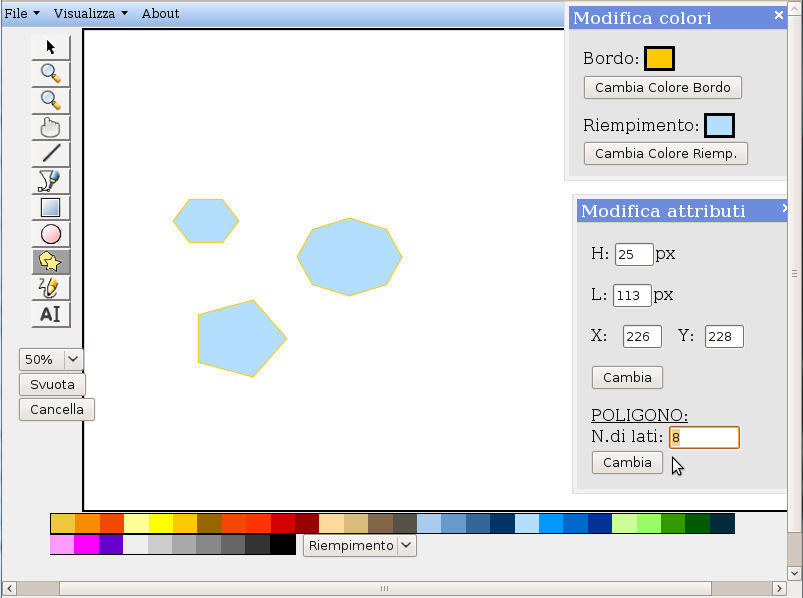 File Visualizza About
Modifica colori ×
Bordo:
Cambia Colore Bordo
Riempimento:
Cambia Colore Riemp.
Modifica attributi ×
H: 25 px
L: 113 px
X: 226 Y: 228
Cambia
POLIGONO:
N.di lati: 8
Cambia
AI
50%
Svuota
Cancella
Riempimento